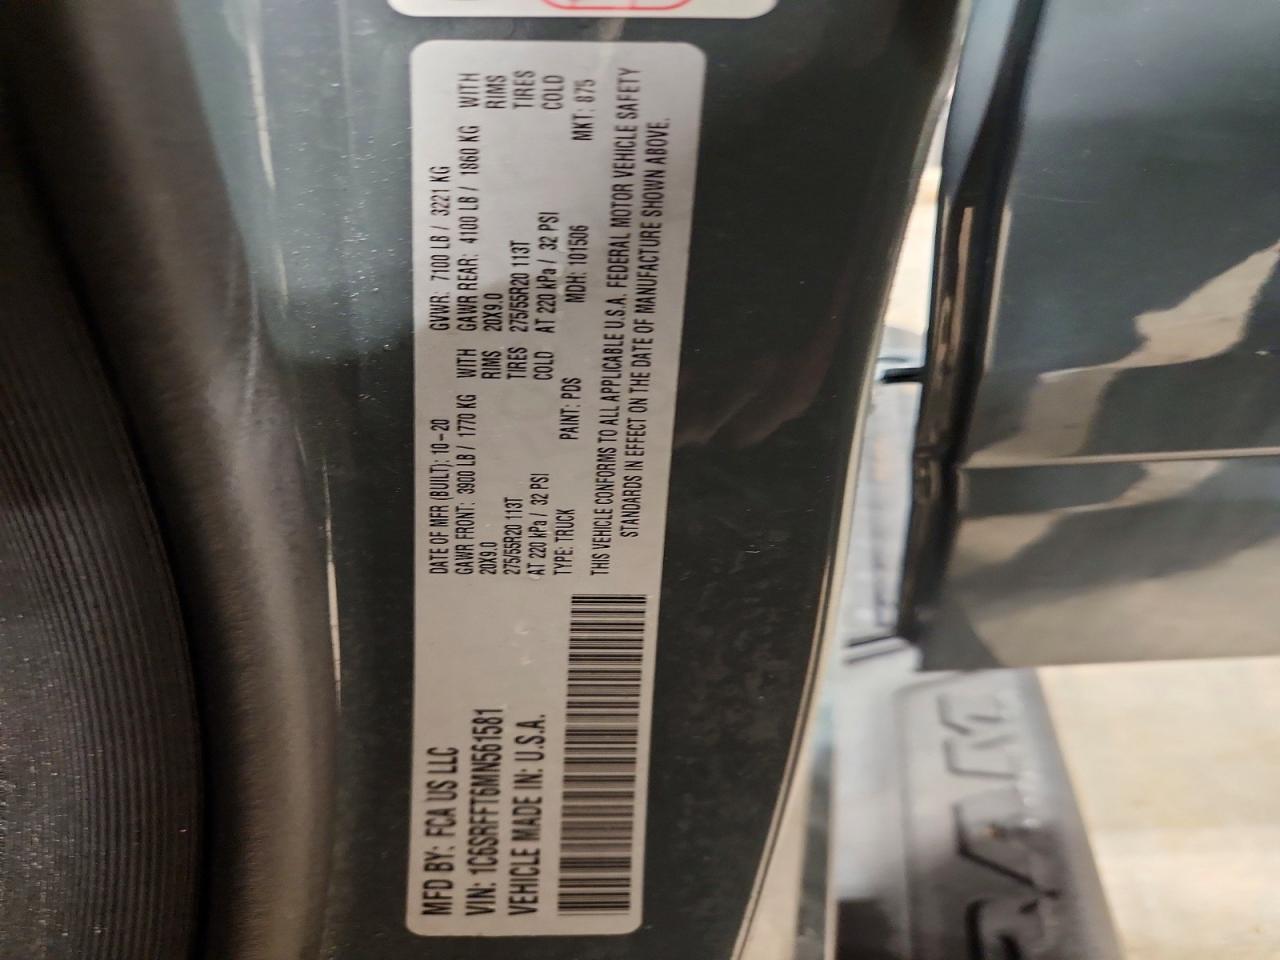 MFD BY: FCA US LLC
VIN: 1C6SRFFT6MN561581
VEHICLE MADE IN: U.S.A.
DATE OF MFR (BUILT): 10-20 GVWR: 7100 LB / 3221 KG
GAWR FRONT: 3900 LB / 1770 KG WITH GAWR REAR: 4100 LB / 1860 KG WITH
20X9.0 RIMS 20X9.0 RIMS
275/55R20 113T TIRES 275/55R20 113T TIRES
AT 220 kPa / 32 PSI COLD AT 220 kPa / 32 PSI COLD
TYPE: TRUCK PAINT: PDS MDH: 101506 MKT: 875
THIS VEHICLE CONFORMS TO ALL APPLICABLE U.S.A. FEDERAL MOTOR VEHICLE SAFETY
STANDARDS IN EFFECT ON THE DATE OF MANUFACTURE SHOWN ABOVE.
RAM